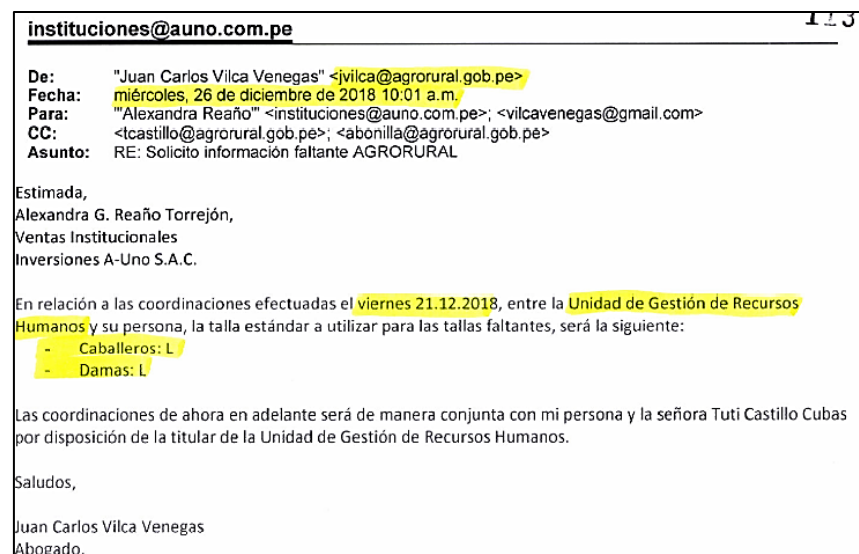 113
instituciones@auno.com.pe
De: "Juan Carlos Vilca Venegas" <jvilca@agrorural.gob.pe>
Fecha: miércoles, 26 de diciembre de 2018 10:01 a.m.
Para: "'Alexandra Reaño'" <instituciones@auno.com.pe>; <vilcavenegas@gmail.com>
CC: <tcastillo@agrorural.gob.pe>; <abonilla@agrorural.gob.pe>
Asunto: RE: Solicito información faltante AGRORURAL
Estimada,
Alexandra G. Reaño Torrejón,
Ventas Institucionales
Inversiones A-Uno S.A.C.
En relación a las coordinaciones efectuadas el viernes 21.12.2018, entre la Unidad de Gestión de Recursos
Humanos y su persona, la talla estándar a utilizar para las tallas faltantes, será la siguiente:
- Caballeros: L
- Damas: L
Las coordinaciones de ahora en adelante será de manera conjunta con mi persona y la señora Tuti Castillo Cubas
por disposición de la titular de la Unidad de Gestión de Recursos Humanos.
Saludos,
Juan Carlos Vilca Venegas
Abogado.